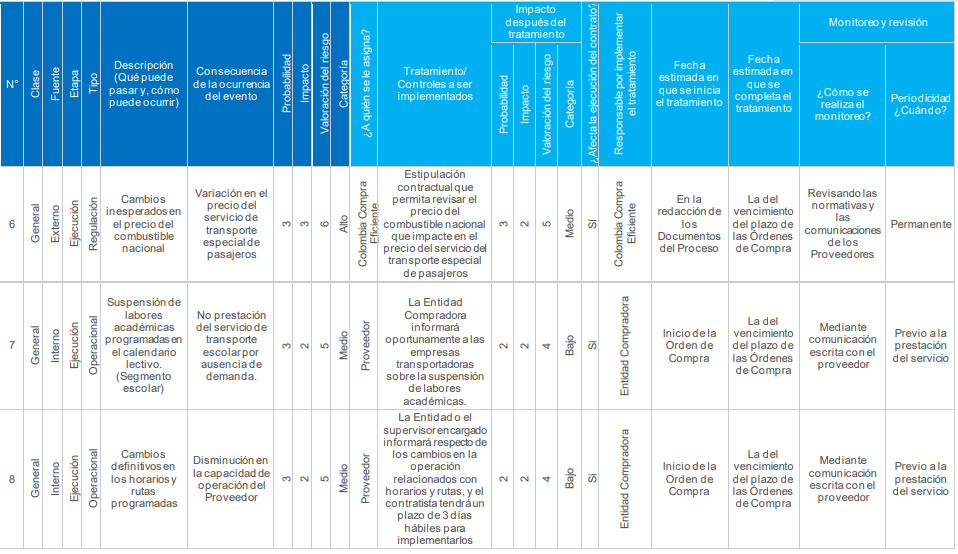 N°
Clase
Fuente
Etapa
Tipo
Descripción
(Qué puede
pasar y, cómo
puede ocurrir)
Consecuencia
de la ocurrencia
del evento
Probabilidad
Impacto
Valoración del riesgo
Categoría
¿A quién se le asigna?
Tratamiento/
Controles a ser
implementados
Impacto
después del
tratamiento
Probabilidad
Impacto
Valoración del riesgo
Categoría
¿Afecta la ejecución del contrato?
Responsable por implementar
el tratamiento
Fecha
estimada en
que se inicia
el tratamiento
Fecha
estimada en
que se
completa el
tratamiento
Monitoreo y revisión
¿Cómo se
realiza el
monitoreo?
Periodicidad
¿Cuándo?
6
General
Externo
Ejecución
Regulación
Cambios
inesperados en
el precio del
combustible
nacional
Variación en el
precio del
servicio de
transporte
especial de
pasajeros
3
3
6
Alto
Colombia Compra
Eficiente
Estipulación
contractual que
permita revisar el
precio del
combustible nacional
que impacte en el
precio del servicio del
transporte especial
de pasajeros
3
2
5
Medio
Sí
Colombia Compra
Eficiente
En la
redacción de
los
Documentos
del Proceso
La del
vencimiento
del plazo de
las Órdenes
de Compra
Revisando las
normativas y
las
comunicaciones
de los
Proveedores
Permanente
7
General
Interno
Ejecución
Operacional
Suspensión de
labores
académicas
programadas en
el calendario
lectivo.
(Segmento
escolar)
No prestación
del servicio de
transporte
escolar por
ausencia de
demanda.
3
2
5
Medio
Proveedor
La Entidad
Compradora
informará
oportunamente a las
empresas
transportadoras
sobre la suspensión
de labores
académicas.
2
2
4
Bajo
Si
Entidad Compradora
Inicio de la
Orden de
Compra
La del
vencimiento
del plazo de
las Órdenes
de Compra
Mediante
comunicación
escrita con el
proveedor
Previo a la
prestación
del servicio
8
General
Interno
Ejecución
Operacional
Cambios
definitivos en
los horarios y
rutas
programadas
Disminución en
la capacidad de
operación del
Proveedor
3
2
5
Medio
Proveedor
La Entidad o el
supervisor encargado
informará respecto de
los cambios en la
operación
relacionados con
horarios y rutas, y el
contratista tendrá un
plazo de 3 días
hábiles para
implementarlos
2
2
4
Bajo
Si
Entidad Compradora
Inicio de la
Orden de
Compra
La del
vencimiento
del plazo de
las Órdenes
de Compra
Mediante
comunicación
escrita con el
proveedor
Previo a la
prestación
del servicio